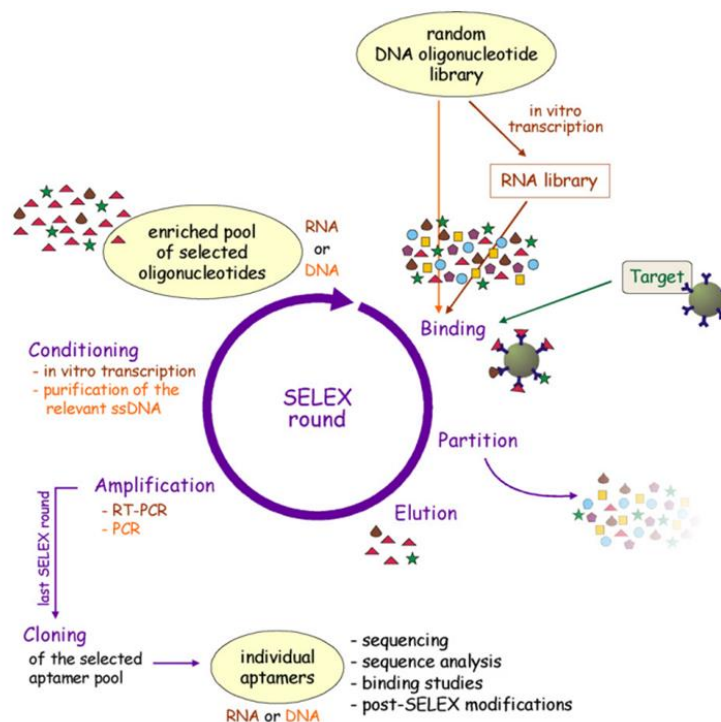 random
DNA oligonucleotide
library
in vitro
transcription
RNA library
enriched pool
of selected
oligonucleotides
RNA
or
DNA
Target
Binding
Conditioning
- in vitro transcription
- purification of the
relevant ssDNA
SELEX
round
Partition
Amplification
- RT-PCR
- PCR
Elution
last SELEX round
Cloning
of the selected
aptamer pool
individual
aptamers
RNA or DNA
- sequencing
- sequence analysis
- binding studies
- post-SELEX modifications